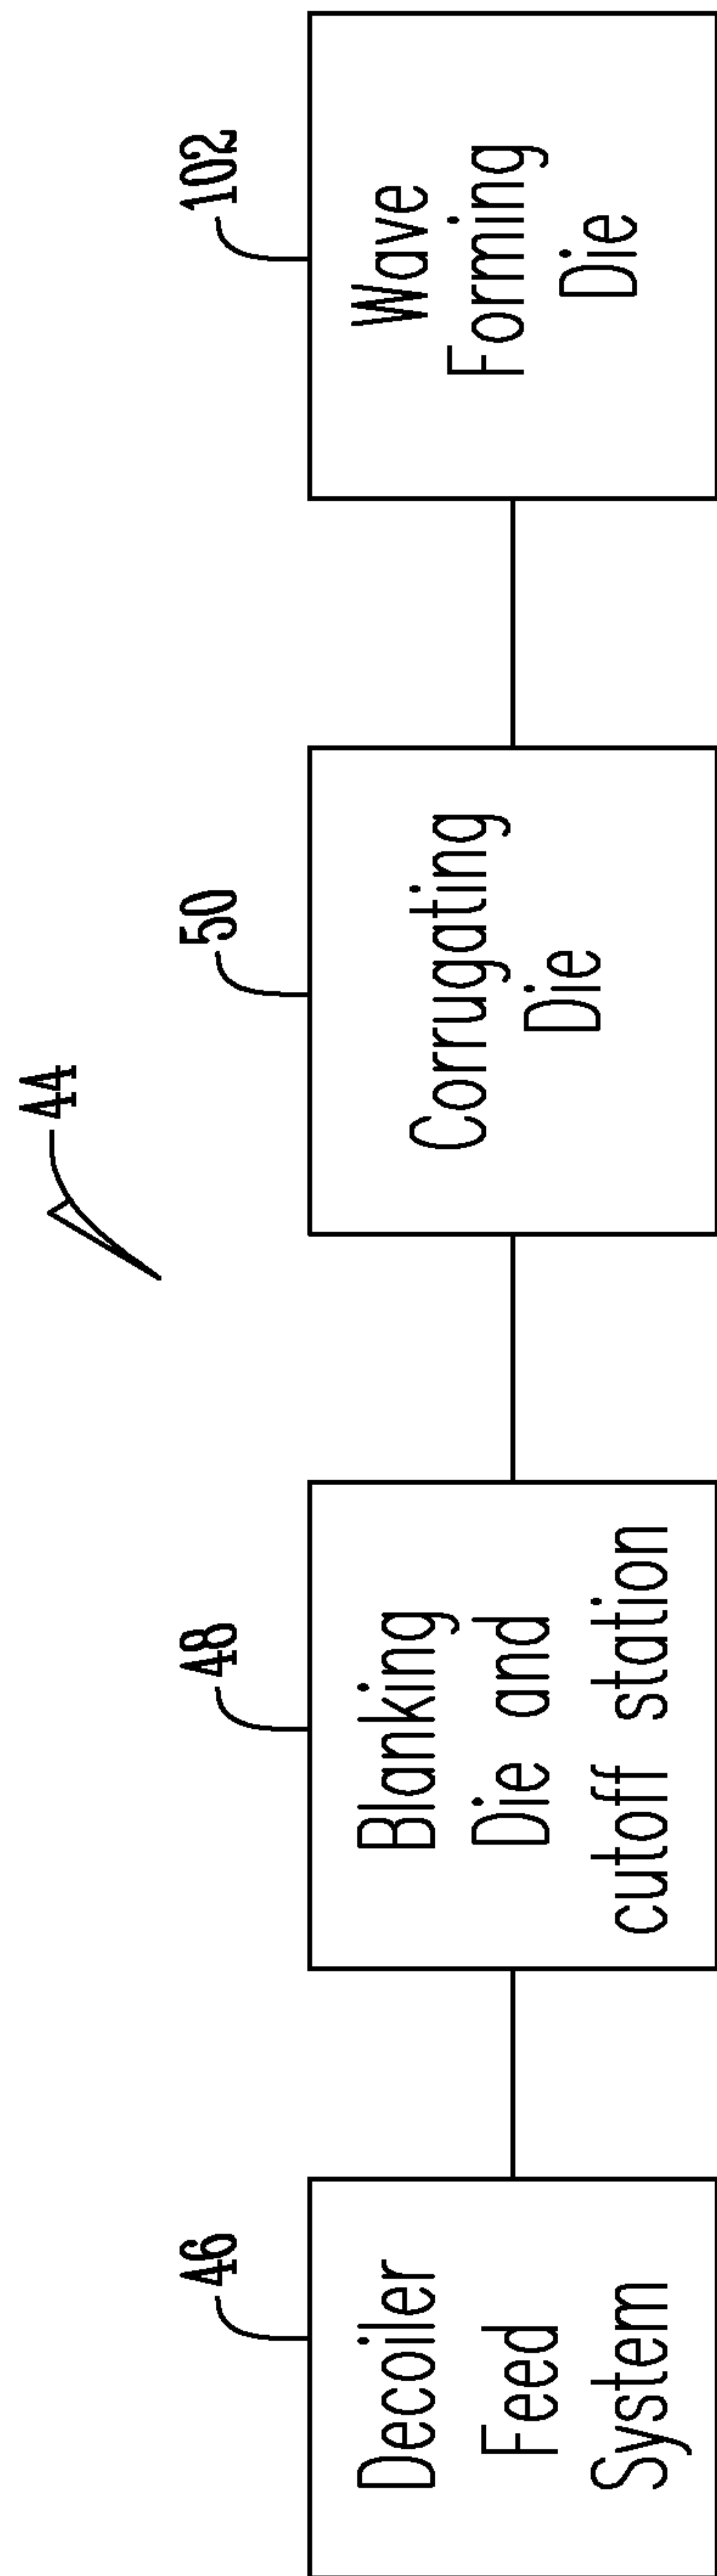 44
46
Decoiler
Feed
System
48
Blanking
Die and
cutoff station
50
Corrugating
Die
102
Wave
Forming
Die